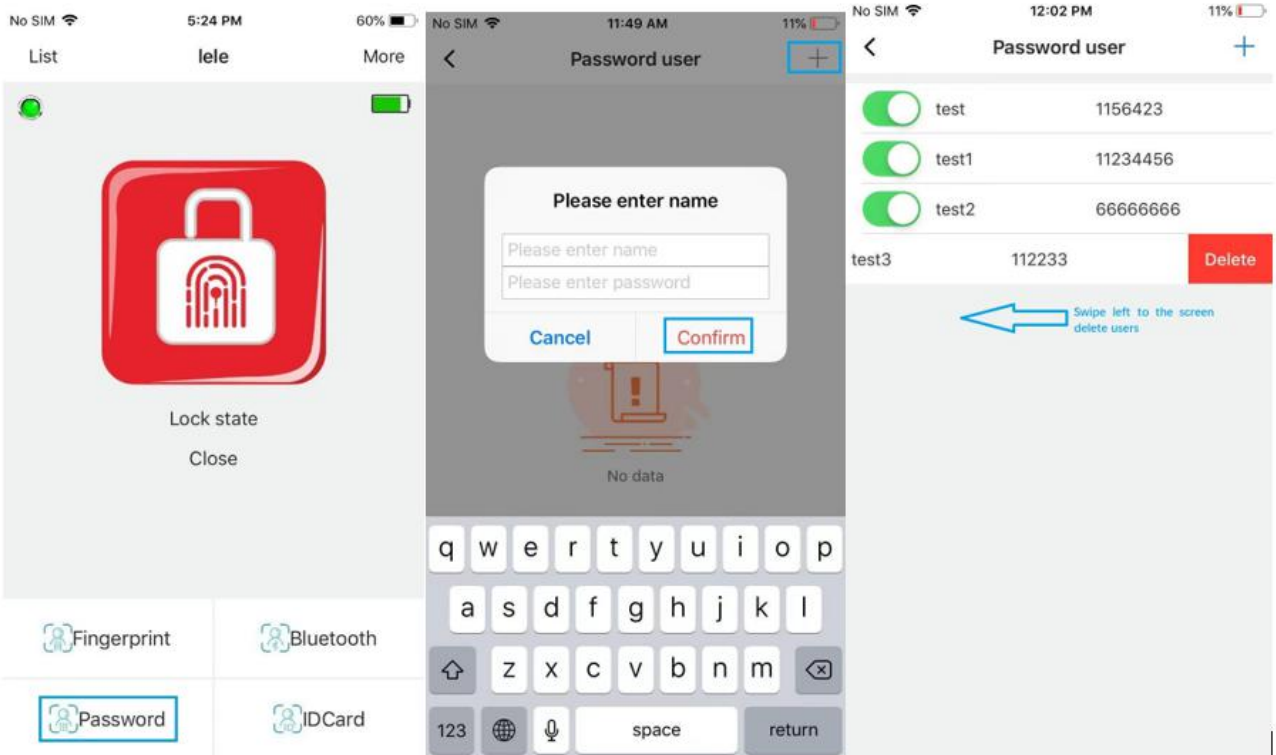 No SIM 5:24 PM 60%
List lele More
Lock state
Close
Fingerprint Bluetooth
Password IDCard
No SIM 11:49 AM 11%
Password user +
Please enter name
Please enter name
Please enter password
Cancel Confirm
No data
q w e r t y u i o p
a s d f g h j k l
z x c v b n m
123 space return
No SIM 12:02 PM 11%
Password user +
test 1156423
test1 11234456
test2 66666666
test3 112233 Delete
Swipe left to the screen
delete users